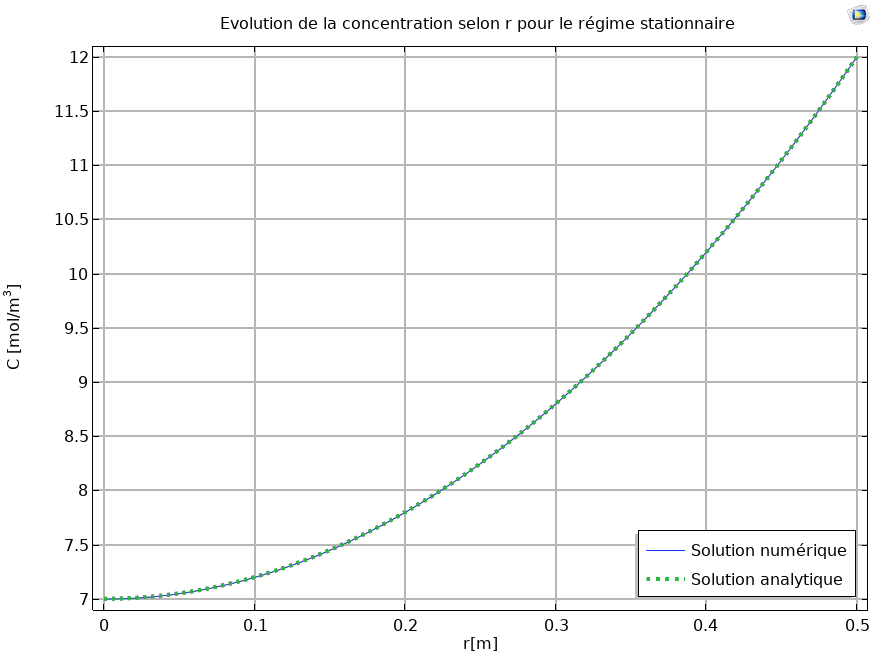 Evolution de la concentration selon r pour le régime stationnaire
12
11.5
11
10.5
10
9.5
9
8.5
8
7.5
7
C [mol/m³]
0 0.1 0.2 0.3 0.4 0.5
r[m]
Solution numérique
Solution analytique